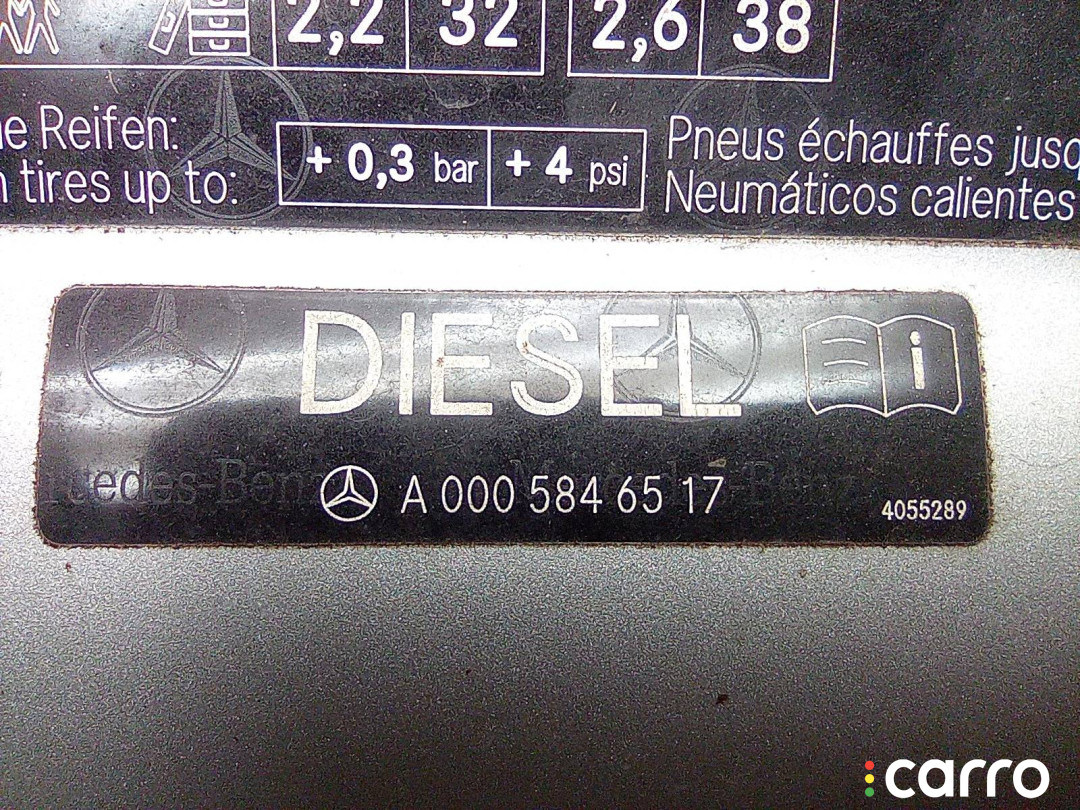 2,2 32 2,6 38
e Reifen:
tires up to:
+ 0,3 bar + 4 psi
Pneus échauffes jusq
Neumáticos calientes
DIESEL
i
A 000 584 65 17
4055289
carro